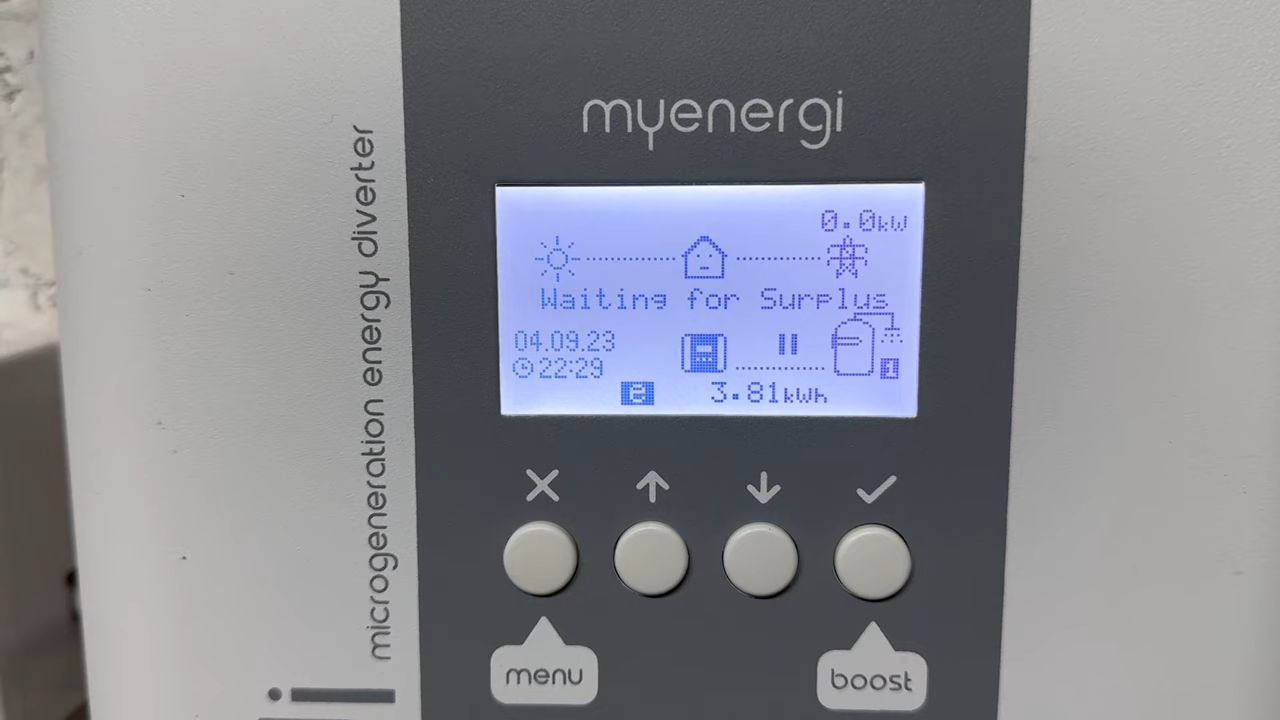 myenergi
microgeneration energy diverter
0.0kW
Waiting for Surplus
04.09.23
22:29
3.81kWh
menu
boost